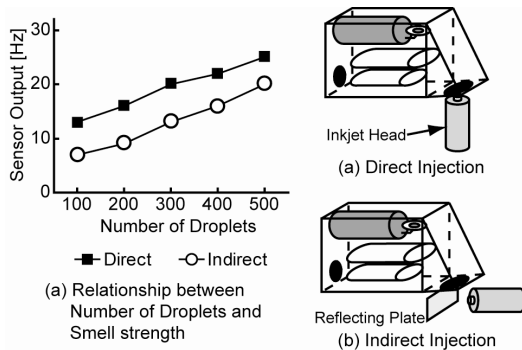 Sensor Output [Hz]
30
20
10
0
100 200 300 400 500
Number of Droplets
Direct Indirect
(a) Relationship between
Number of Droplets and
Smell strength
Inkjet Head
(a) Direct Injection
Reflecting Plate
(b) Indirect Injection